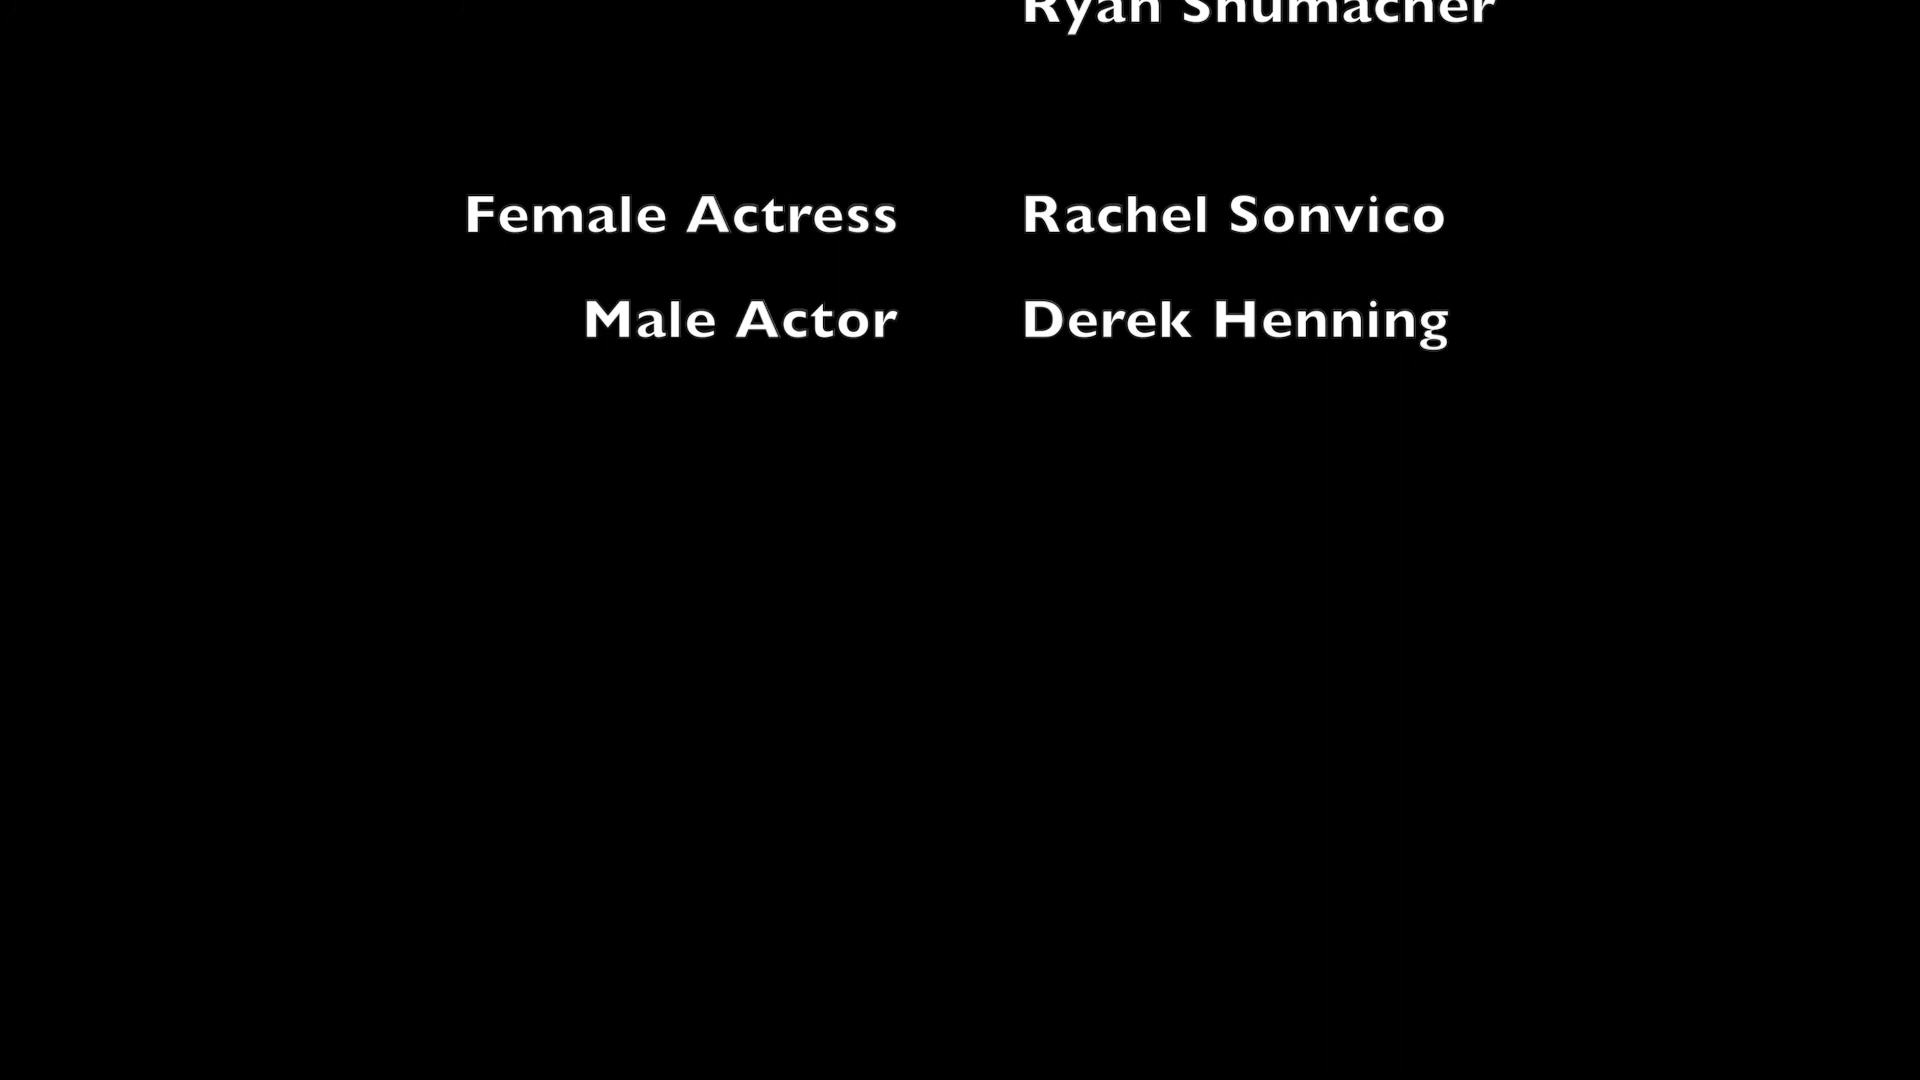 Ryan Shumacher
Female Actress Rachel Sonvico
Male Actor Derek Henning